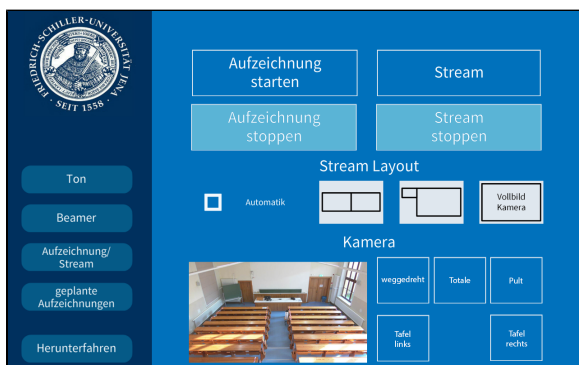 FRIEDRICH-SCHILLER-UNIVERSITÄT JENA
· SEIT 1558 ·
Ton
Beamer
Aufzeichnung/
Stream
geplante
Aufzeichnungen
Herunterfahren
Aufzeichnung
starten
Stream
Aufzeichnung
stoppen
Stream
stoppen
Stream Layout
Automatik
Vollbild
Kamera
Kamera
weggedreht
Totale
Pult
Tafel
links
Tafel
rechts